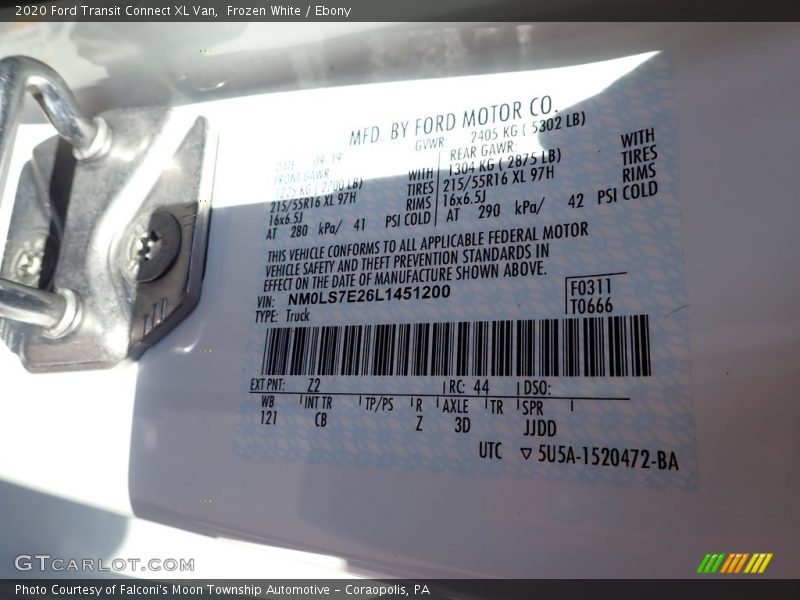 2020 Ford Transit Connect XL Van,  Frozen White / Ebony
MFD. BY FORD MOTOR CO.
DATE 09 19 GVWR 2405 KG ( 5302 LB)
FRONT GAWR REAR GAWR:
1225 KG ( 2700 LB) WITH 1304 KG ( 2875 LB) WITH
215/55R16 XL 97H TIRES 215/55R16 XL 97H TIRES
16x6.5J RIMS 16x6.5J RIMS
AT 280 kPa/ 41 PSI COLD AT 290 kPa/ 42 PSI COLD
THIS VEHICLE CONFORMS TO ALL APPLICABLE FEDERAL MOTOR
VEHICLE SAFETY AND THEFT PREVENTION STANDARDS IN
EFFECT ON THE DATE OF MANUFACTURE SHOWN ABOVE.
VIN: NM0LS7E26L1451200 F0311
TYPE: Truck T0666
EXT PNT: Z2 RC: 44 DSO:
WB INT TR TP/PS R AXLE TR SPR
121 CB Z 3D JJDD
UTC ▽ 5U5A-1520472-BA
GTCARLOT.COM
Photo Courtesy of Falconi's Moon Township Automotive – Coraopolis, PA